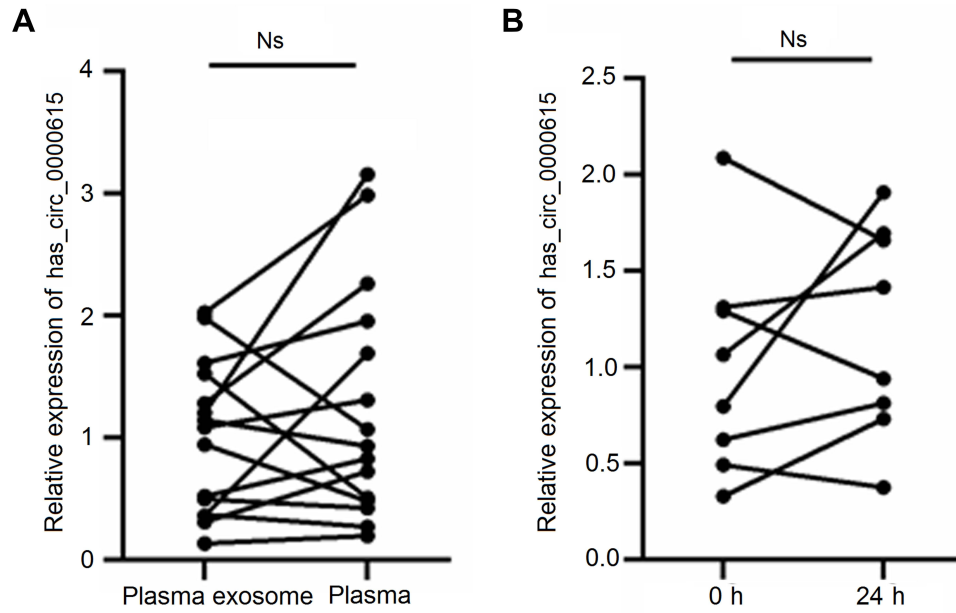 A
Ns
Relative expression of has_circ_0000615
4
3
2
1
0
Plasma exosome
Plasma
B
Ns
Relative expression of has_circ_0000615
2.5
2.0
1.5
1.0
0.5
0.0
0 h
24 h